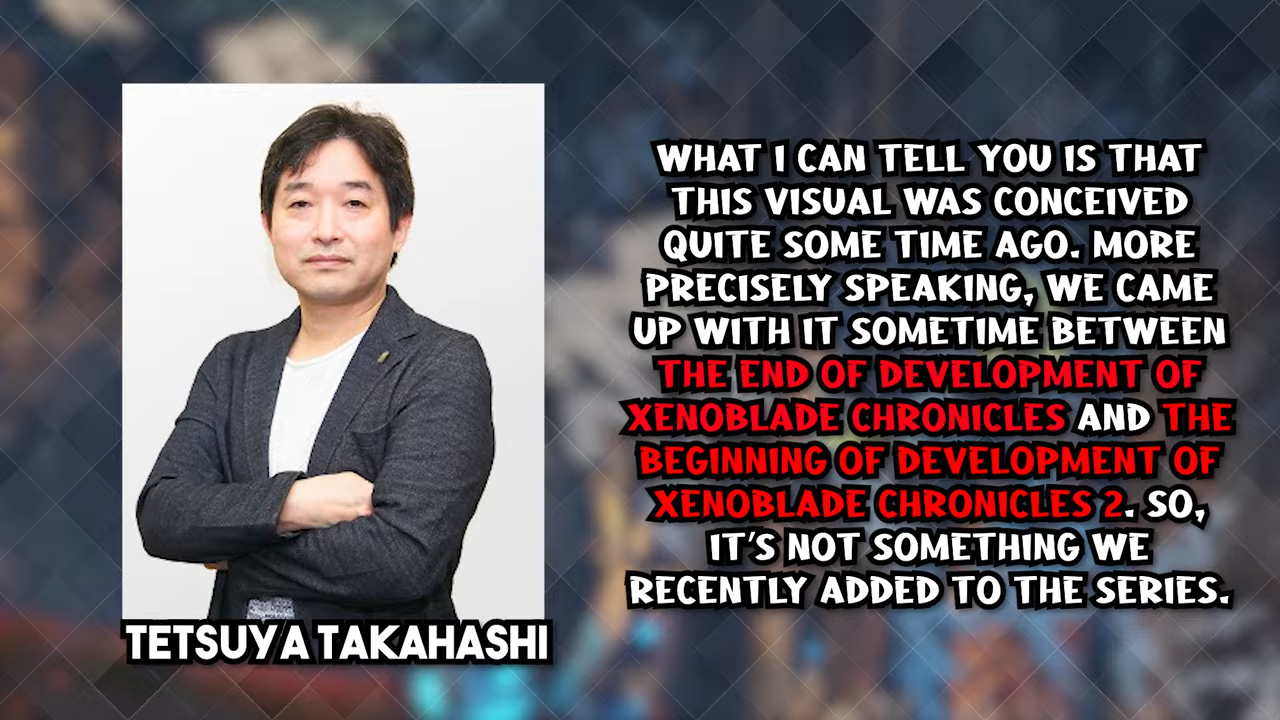 WHAT I CAN TELL YOU IS THAT
THIS VISUAL WAS CONCEIVED
QUITE SOME TIME AGO. MORE
PRECISELY SPEAKING, WE CAME
UP WITH IT SOMETIME BETWEEN
THE END OF DEVELOPMENT OF
XENOBLADE CHRONICLES AND THE
BEGINNING OF DEVELOPMENT OF
XENOBLADE CHRONICLES 2. SO,
IT'S NOT SOMETHING WE
RECENTLY ADDED TO THE SERIES.
TETSUYA TAKAHASHI